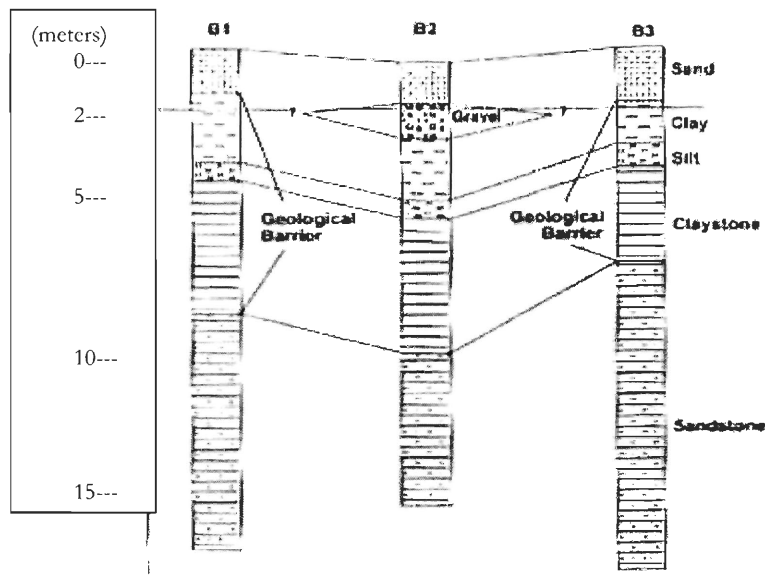 (meters)
0---
2---
5---
10---
15---
B1
B2
B3
Sand
Gravel
Clay
Silt
Geological
Barrier
Geological
Barrier
Claystone
Sandstone